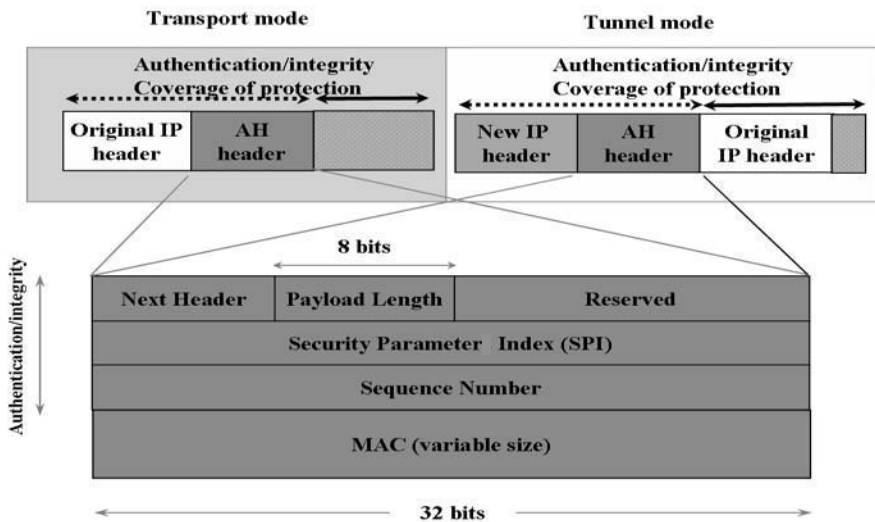 Transport mode
Tunnel mode
Authentication/integrity
Coverage of protection
Authentication/integrity
Coverage of protection
Original IP
header
AH
header
New IP
header
AH
header
Original
IP header
8 bits
Authentication/integrity
Next Header
Payload Length
Reserved
Security Parameter Index (SPI)
Sequence Number
MAC (variable size)
32 bits